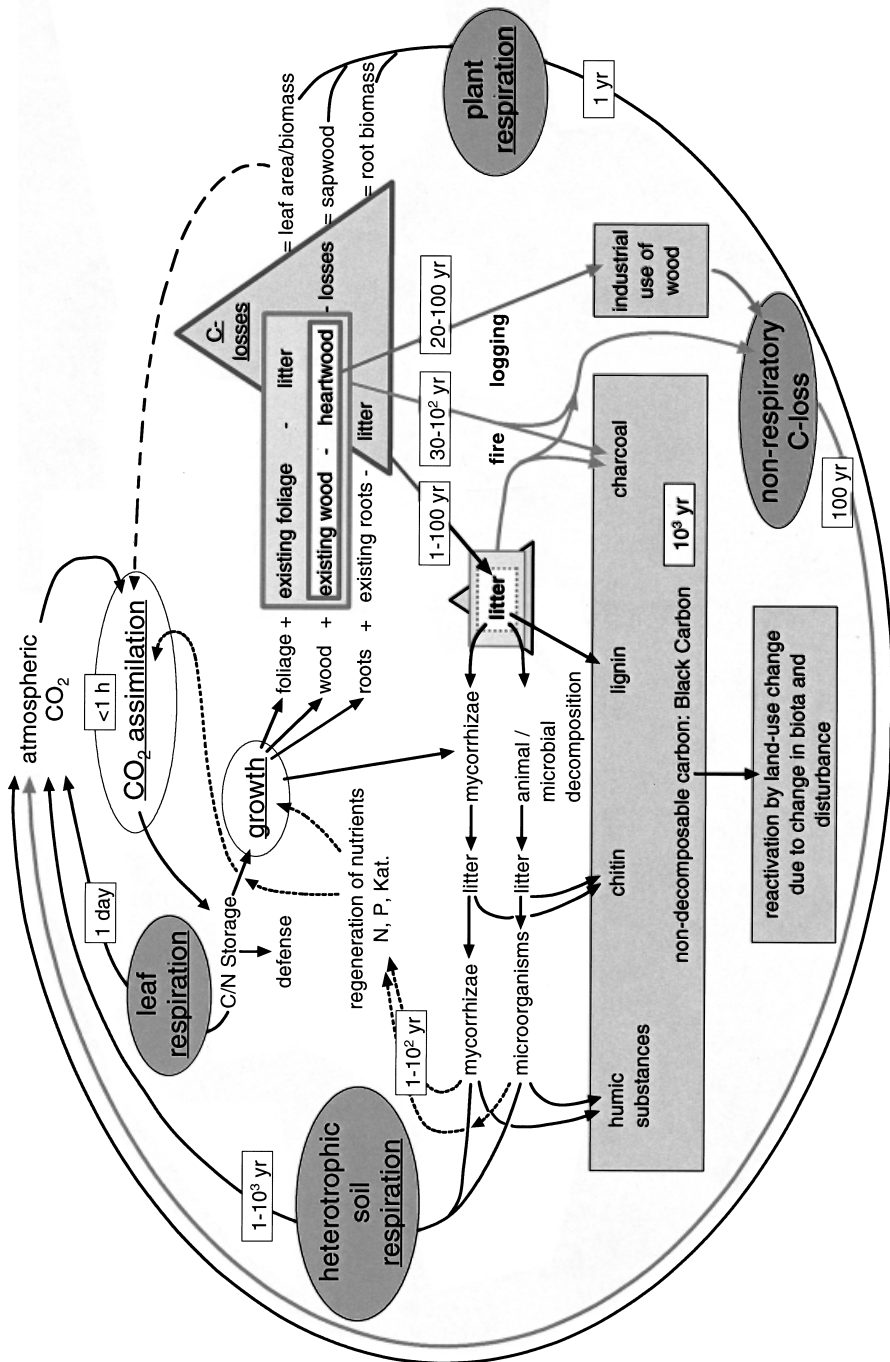 atmospheric
CO2
<1 h
CO2 assimilation
1 day
leaf
respiration
C/N Storage
defense
growth
regeneration of nutrients
N, P, Kat.
1-10² yr
1-10³ yr
heterotrophic
soil
respiration
C-
losses
foliage + existing foliage - litter = leaf area/biomass
wood + existing wood - heartwood - losses = sapwood
roots + existing roots - litter = root biomass
plant
respiration
1 yr
1-100 yr
30-10² yr
20-100 yr
fire
logging
industrial
use of
wood
litter
mycorrhizae litter mycorrhizae
microorganisms litter animal /
microbial
decomposition
humic
substances
chitin
lignin
charcoal
non-decomposable carbon: Black Carbon
10³ yr
non-respiratory
C-loss
100 yr
reactivation by land-use change
due to change in biota and
disturbance